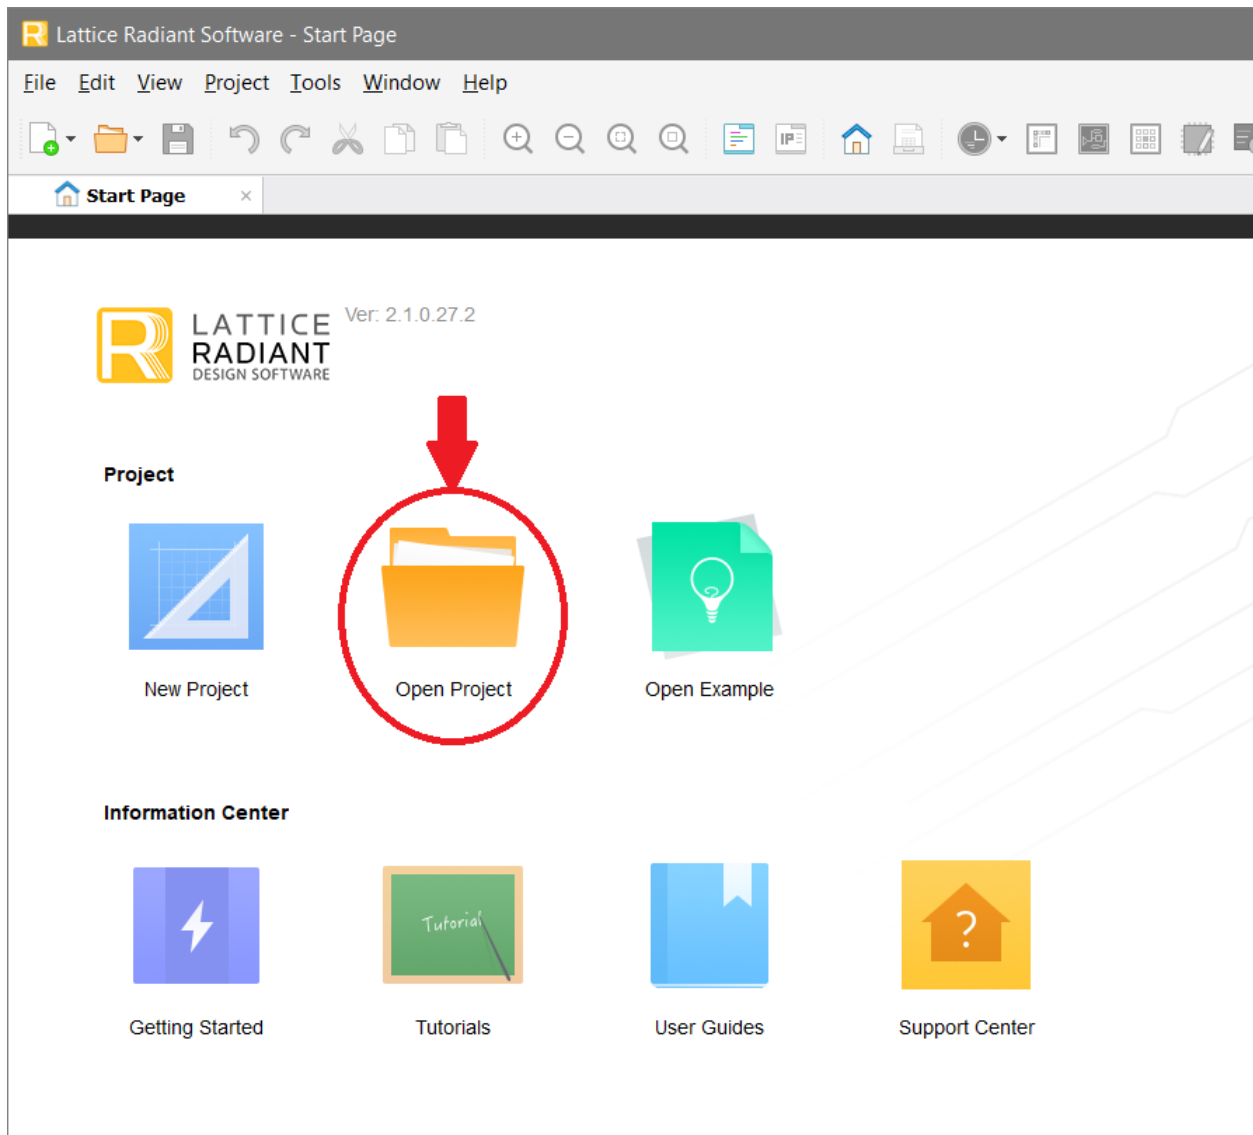 Lattice Radiant Software - Start Page
File Edit View Project Tools Window Help
IP
Start Page
LATTICE
RADIANT
DESIGN SOFTWARE
Ver: 2.1.0.27.2
Project
New Project Open Project Open Example
Information Center
Tutorial
?
Getting Started Tutorials User Guides Support Center